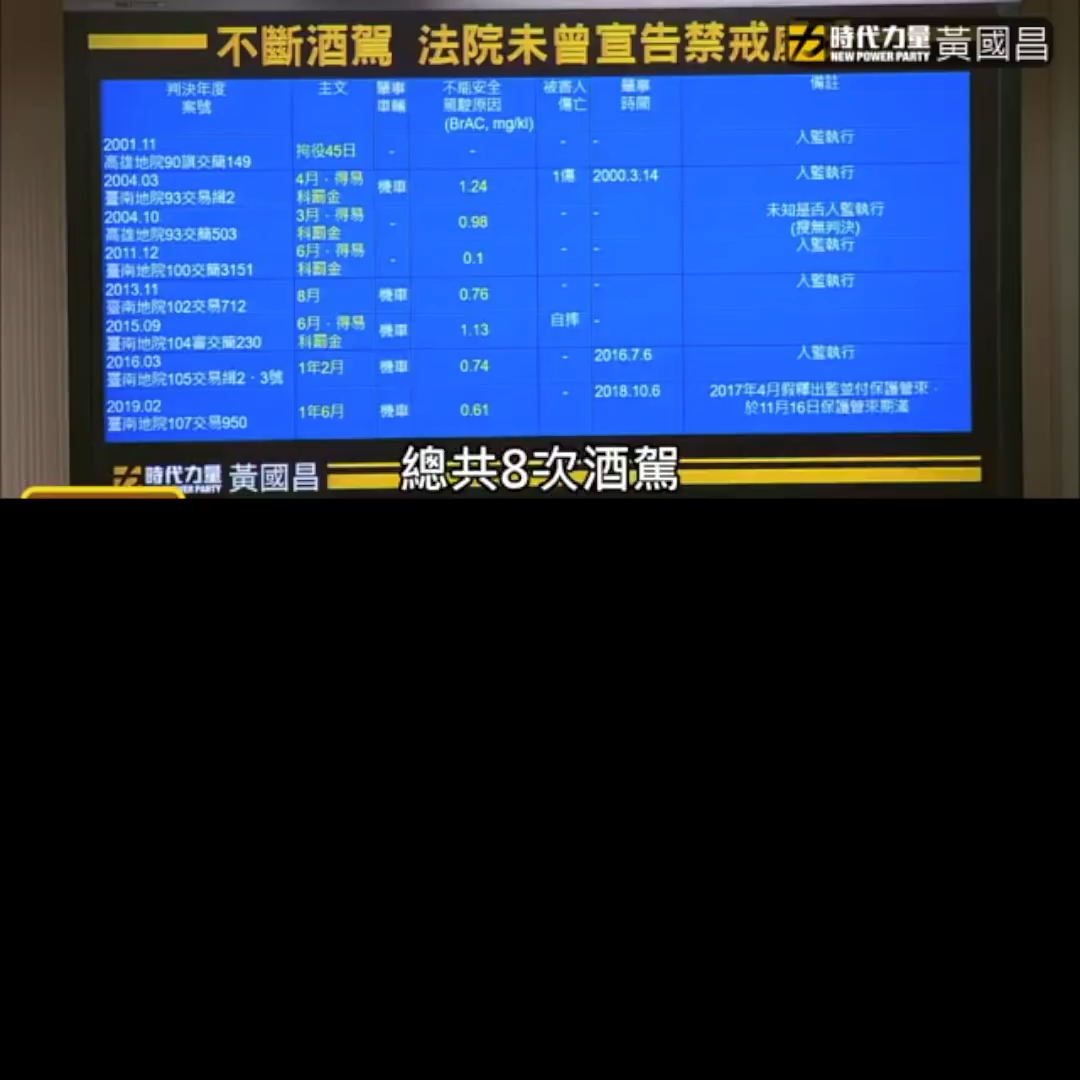 不斷酒駕 法院未曾宣告禁戒
時代力量 黃國昌
NEW POWER PARTY
判決年度
案號
主文
肇事
車輛
不能安全
駕駛原因
(BrAC, mg/kl)
被害人
傷亡
肇事
時間
備註
2001.11
高雄地院90旗交簡149
拘役45日
-
-
-
-
入監執行
2004.03
臺南地院93交易緝2
4月,得易
科罰金
機車
1.24
1傷
2000.3.14
入監執行
2004.10
高雄地院93交簡503
3月,得易
科罰金
-
0.98
-
-
未知是否入監執行
(搜無判決)
2011.12
臺南地院100交簡3151
6月,得易
科罰金
-
0.1
-
-
入監執行
2013.11
臺南地院102交易712
8月
機車
0.76
-
-
入監執行
2015.09
臺南地院104審交簡230
6月,得易
科罰金
機車
1.13
自摔
-
2016.03
臺南地院105交易緝2、3號
1年2月
機車
0.74
-
2016.7.6
入監執行
2019.02
臺南地院107交易950
1年6月
機車
0.61
-
2018.10.6
2017年4月假釋出監並付保護管束,
於11月16日保護管束期滿
時代力量 黃國昌
總共8次酒駕